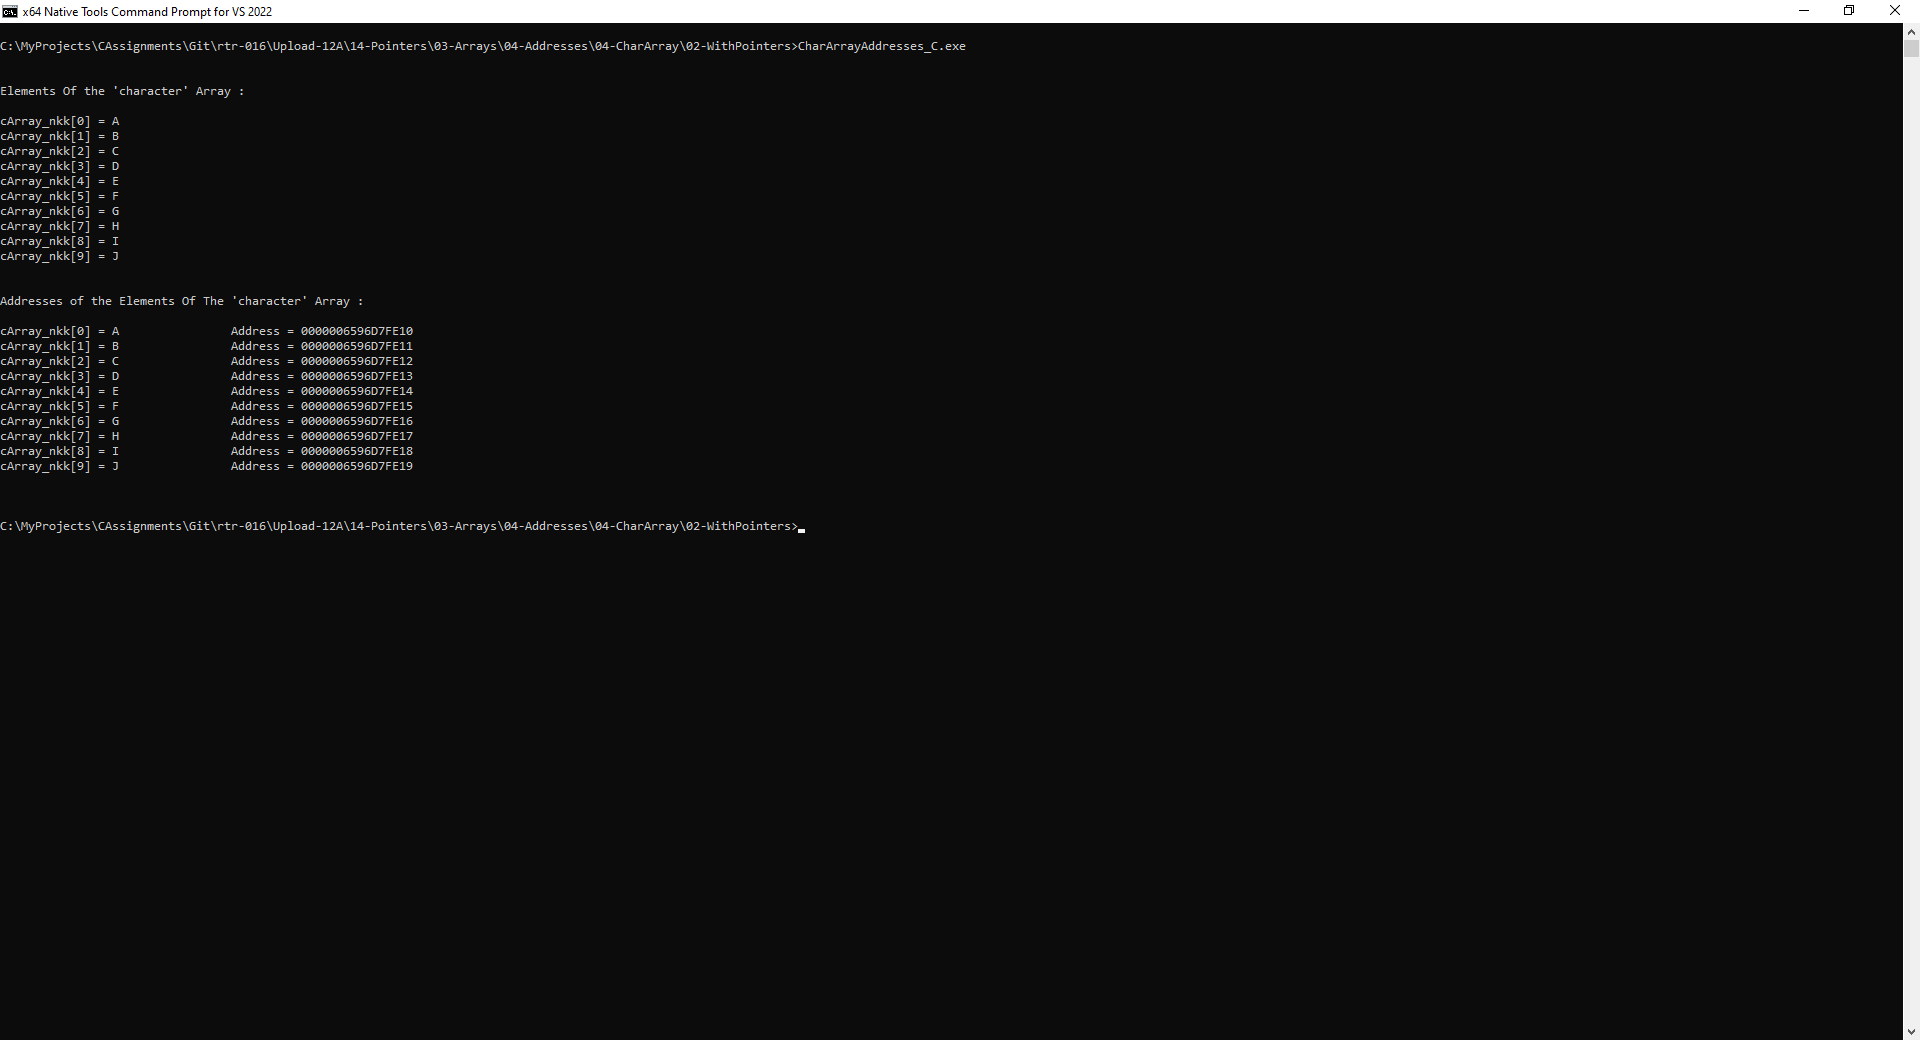 x64 Native Tools Command Prompt for VS 2022
C:\MyProjects\CAssignments\Git\rtr-016\Upload-12A\14-Pointers\03-Arrays\04-Addresses\04-CharArray\02-WithPointers>CharArrayAddresses_C.exe
Elements Of the 'character' Array :
cArray_nkk[0] = A
cArray_nkk[1] = B
cArray_nkk[2] = C
cArray_nkk[3] = D
cArray_nkk[4] = E
cArray_nkk[5] = F
cArray_nkk[6] = G
cArray_nkk[7] = H
cArray_nkk[8] = I
cArray_nkk[9] = J
Addresses of the Elements Of The 'character' Array :
cArray_nkk[0] = A                Address = 0000006596D7FE10
cArray_nkk[1] = B                Address = 0000006596D7FE11
cArray_nkk[2] = C                Address = 0000006596D7FE12
cArray_nkk[3] = D                Address = 0000006596D7FE13
cArray_nkk[4] = E                Address = 0000006596D7FE14
cArray_nkk[5] = F                Address = 0000006596D7FE15
cArray_nkk[6] = G                Address = 0000006596D7FE16
cArray_nkk[7] = H                Address = 0000006596D7FE17
cArray_nkk[8] = I                Address = 0000006596D7FE18
cArray_nkk[9] = J                Address = 0000006596D7FE19
C:\MyProjects\CAssignments\Git\rtr-016\Upload-12A\14-Pointers\03-Arrays\04-Addresses\04-CharArray\02-WithPointers>